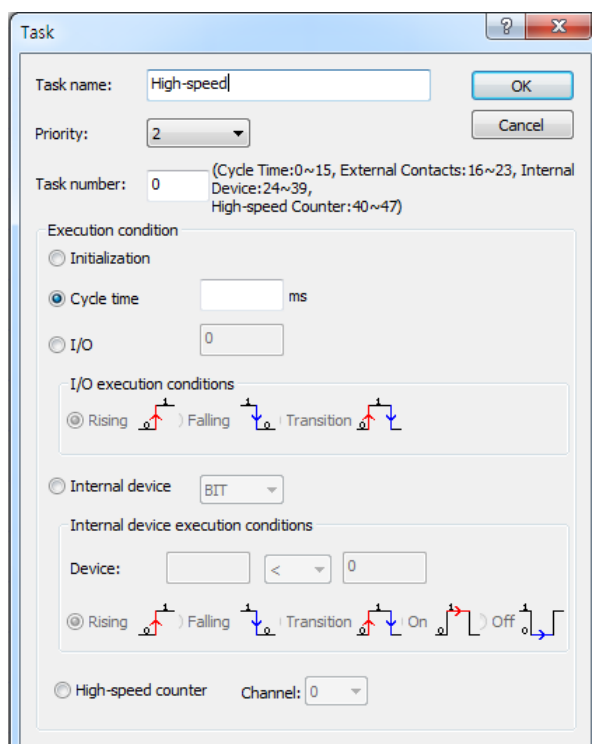 Task
Task name: High-speed OK
Priority: 2 Cancel
Task number: 0 (Cycle Time:0~15, External Contacts:16~23, Internal
Device:24~39,
High-speed Counter:40~47)
Execution condition
Initialization
Cycle time ms
I/O 0
I/O execution conditions
Rising 0 1 Falling 1 0 Transition 0 1
Internal device BIT
Internal device execution conditions
Device: < 0
Rising 0 1 Falling 1 0 Transition 0 1 On 0 1 Off 1 0
High-speed counter Channel: 0